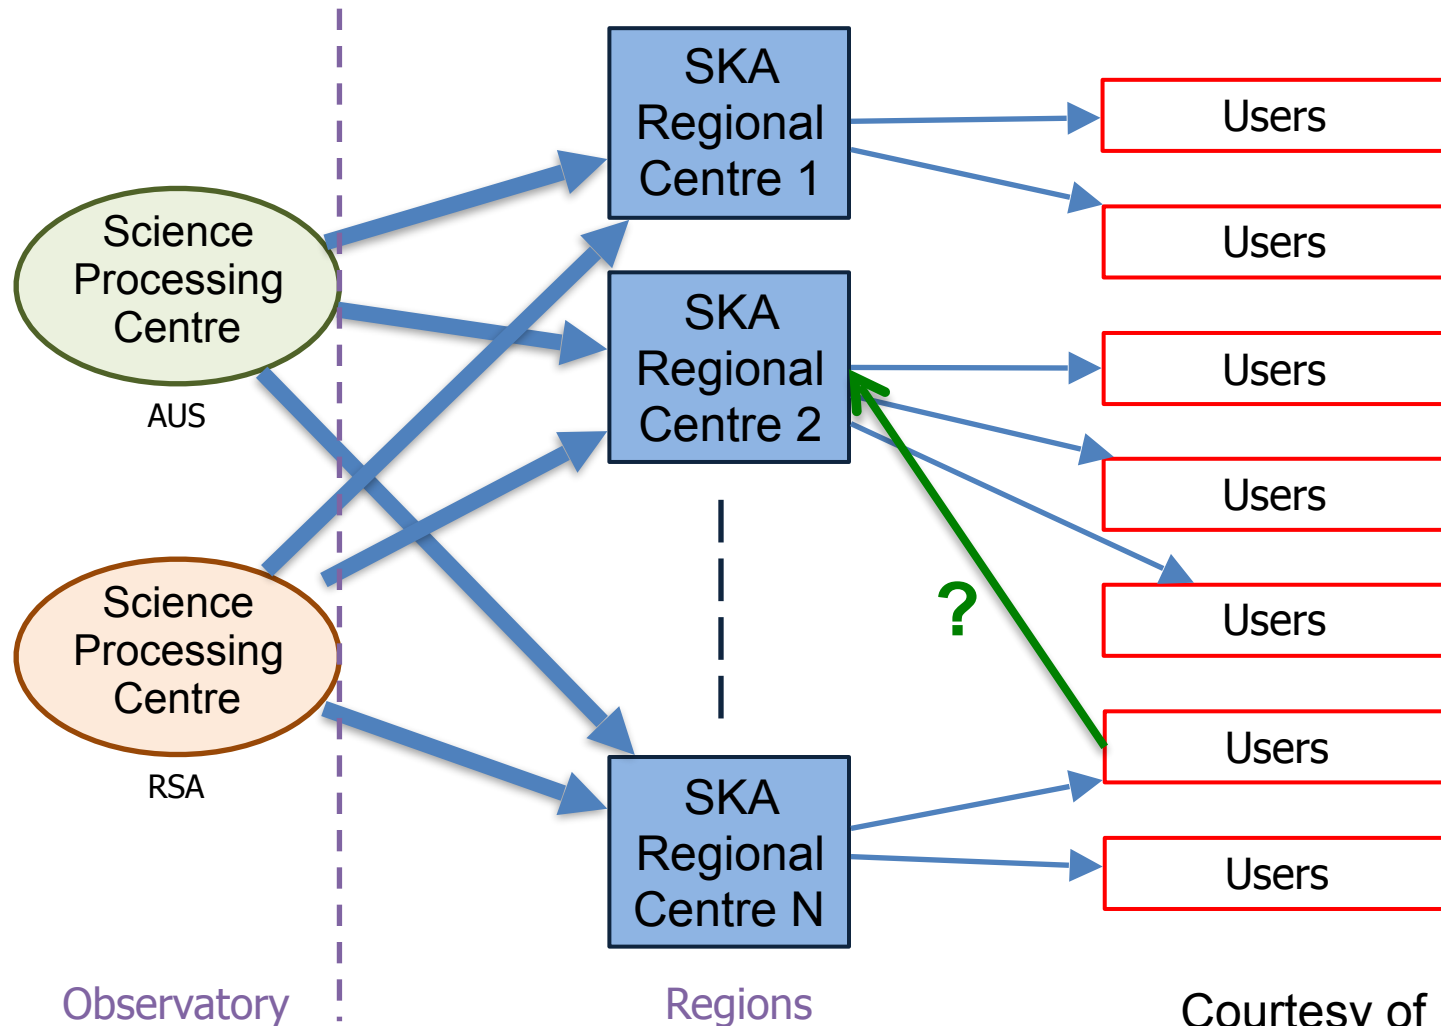 SKA
Regional
Centre 1
Users
Science
Processing
Centre
AUS
Users
SKA
Regional
Centre 2
Users
Users
?
Users
Science
Processing
Centre
RSA
Users
SKA
Regional
Centre N
Users
Observatory
Regions
Courtesy of